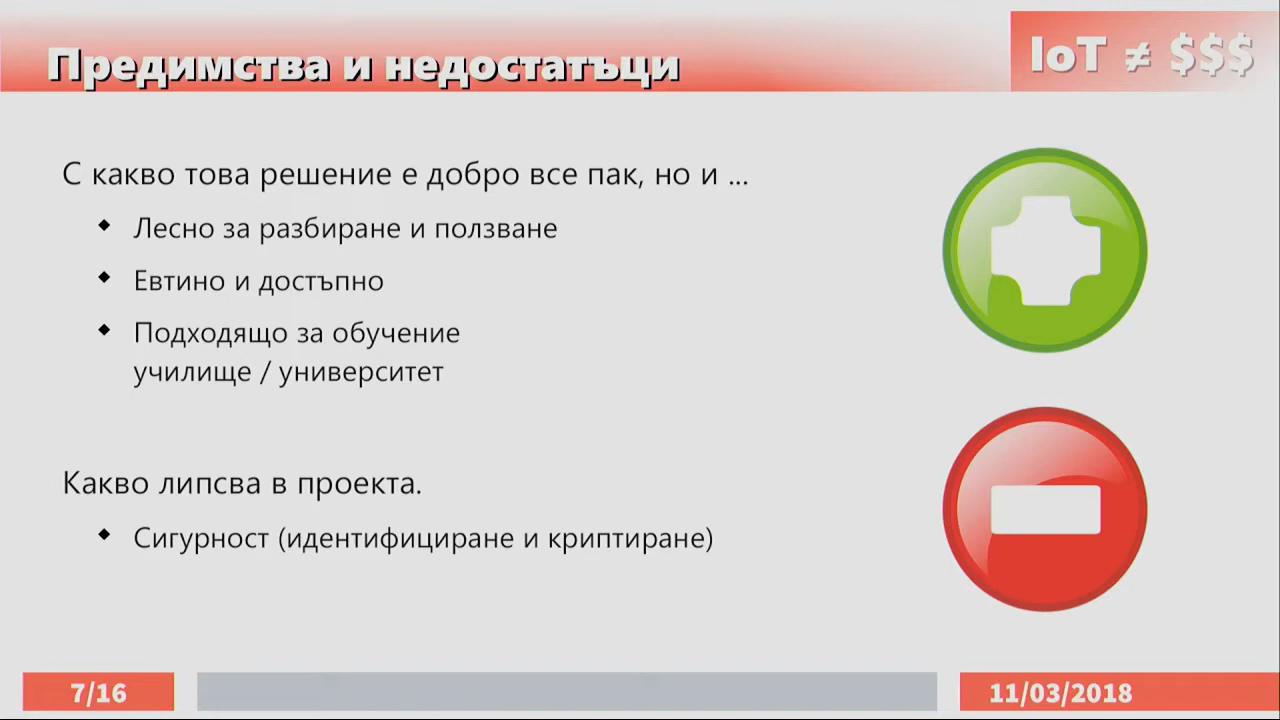 Предимства и недостатъци
IoT ≠ $$$
С какво това решение е добро все пак, но и ...
Лесно за разбиране и ползване
Евтино и достъпно
Подходящо за обучение
училище / университет
Какво липсва в проекта.
Сигурност (идентифициране и криптиране)
7/16
11/03/2018